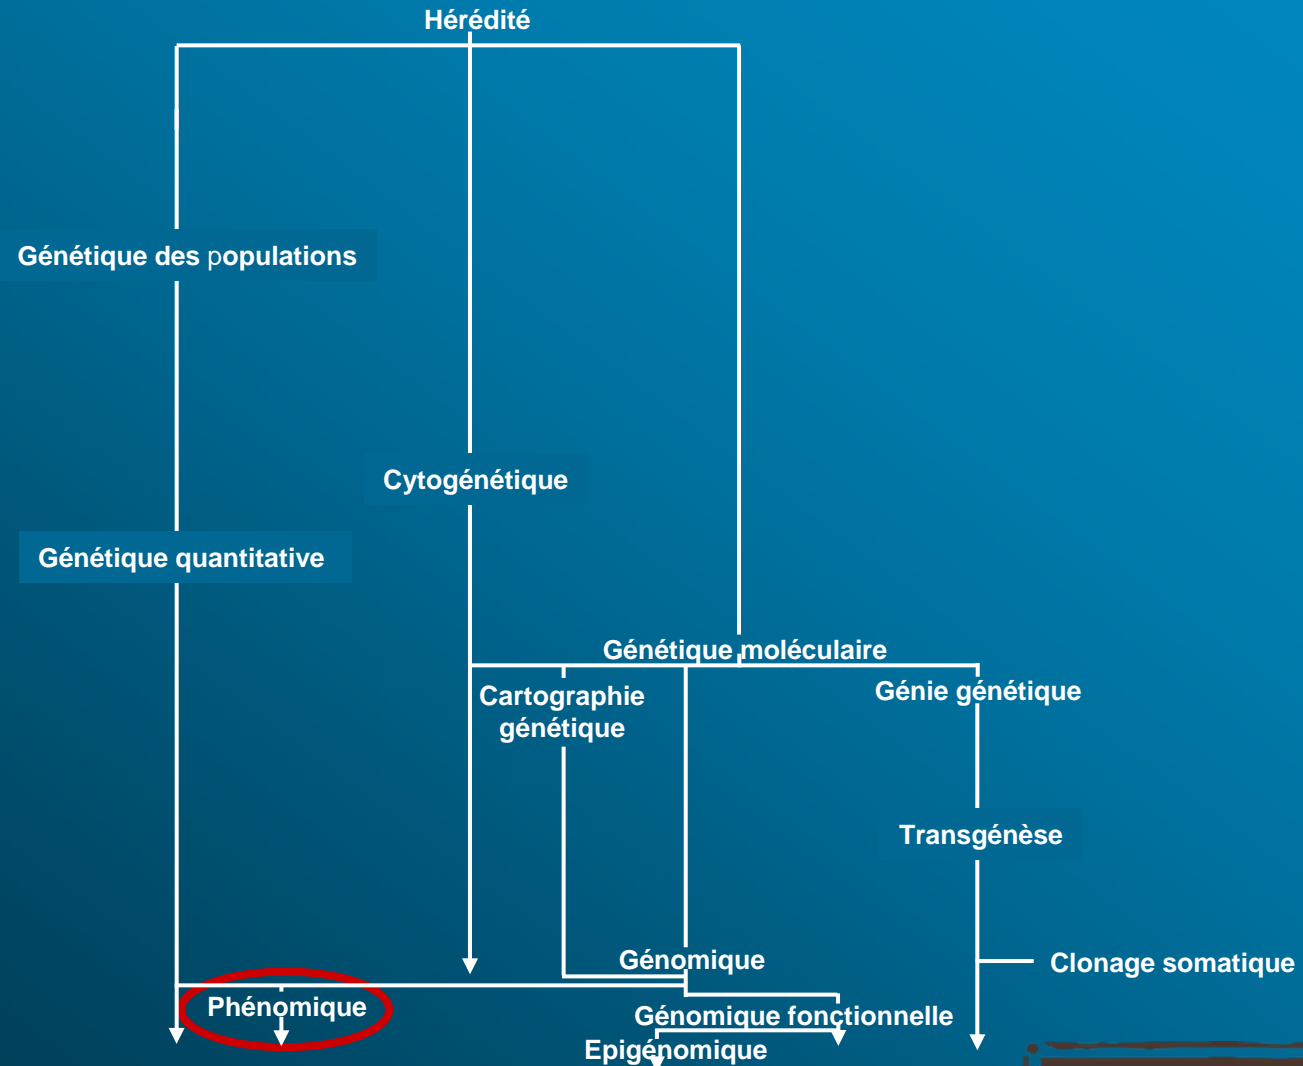 Hérédité
Génétique des populations
Cytogénétique
Génétique quantitative
Génétique moléculaire
Cartographie
génétique
Génie génétique
Transgénèse
Génomique
Clonage somatique
Phénomique
Génomique fonctionnelle
Epigénomique